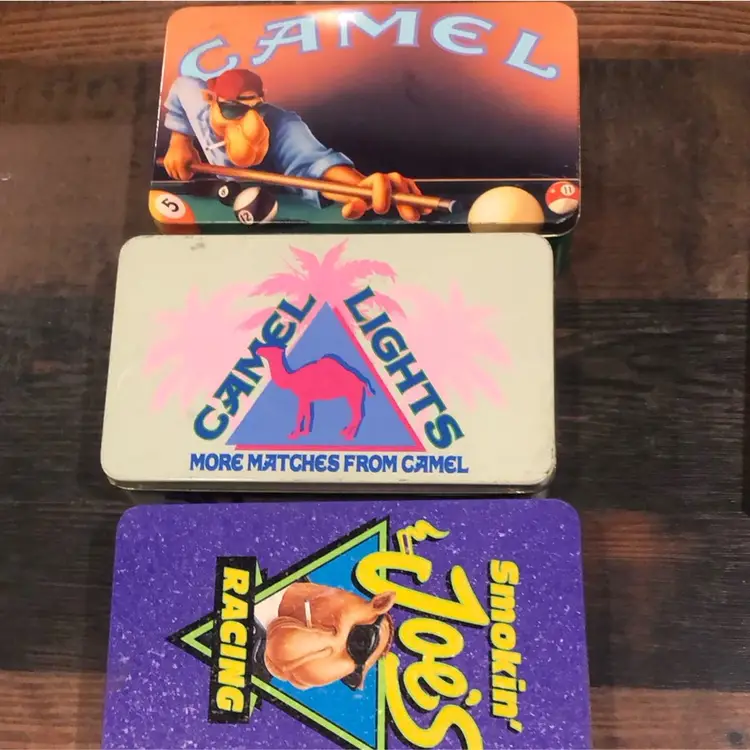 CAMEL
5
12
11
CAMEL LIGHTS
MORE MATCHES FROM CAMEL
Smokin'
Joe's
RACING